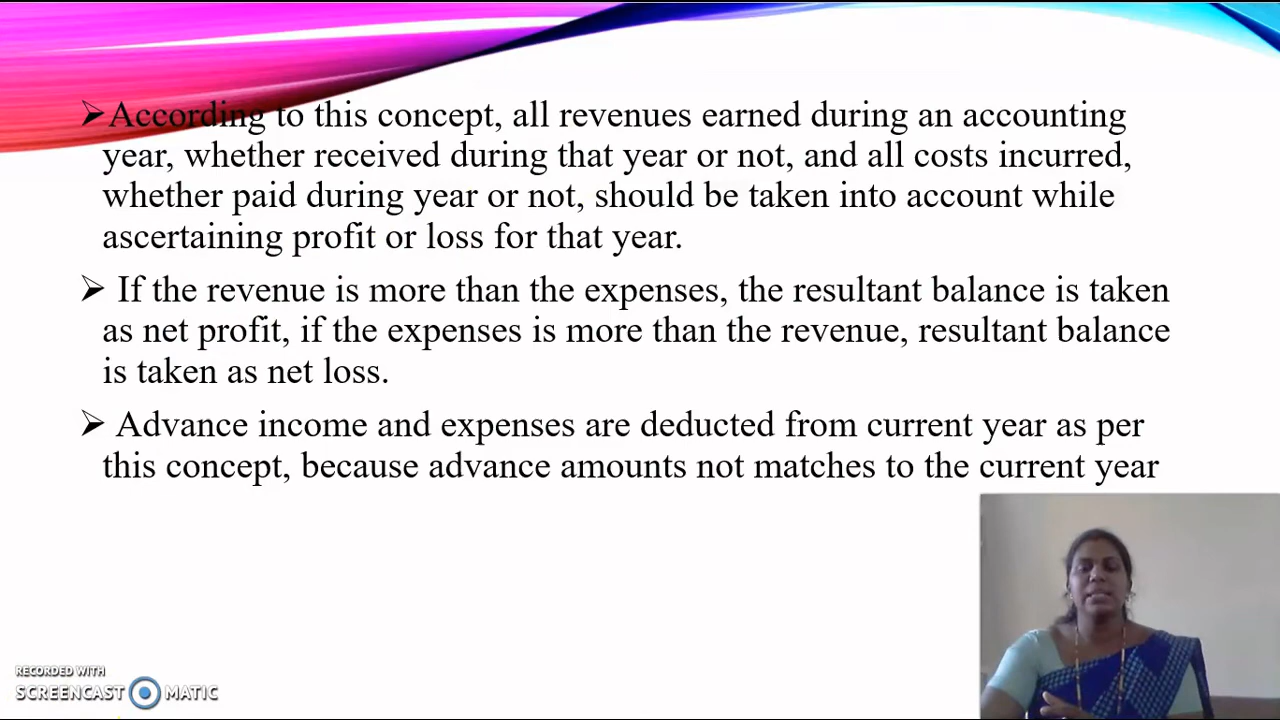 ➢According to this concept, all revenues earned during an accounting
year, whether received during that year or not, and all costs incurred,
whether paid during year or not, should be taken into account while
ascertaining profit or loss for that year.
➢ If the revenue is more than the expenses, the resultant balance is taken
as net profit, if the expenses is more than the revenue, resultant balance
is taken as net loss.
➢ Advance income and expenses are deducted from current year as per
this concept, because advance amounts not matches to the current year
RECORDED WITH
SCREENCAST MATIC